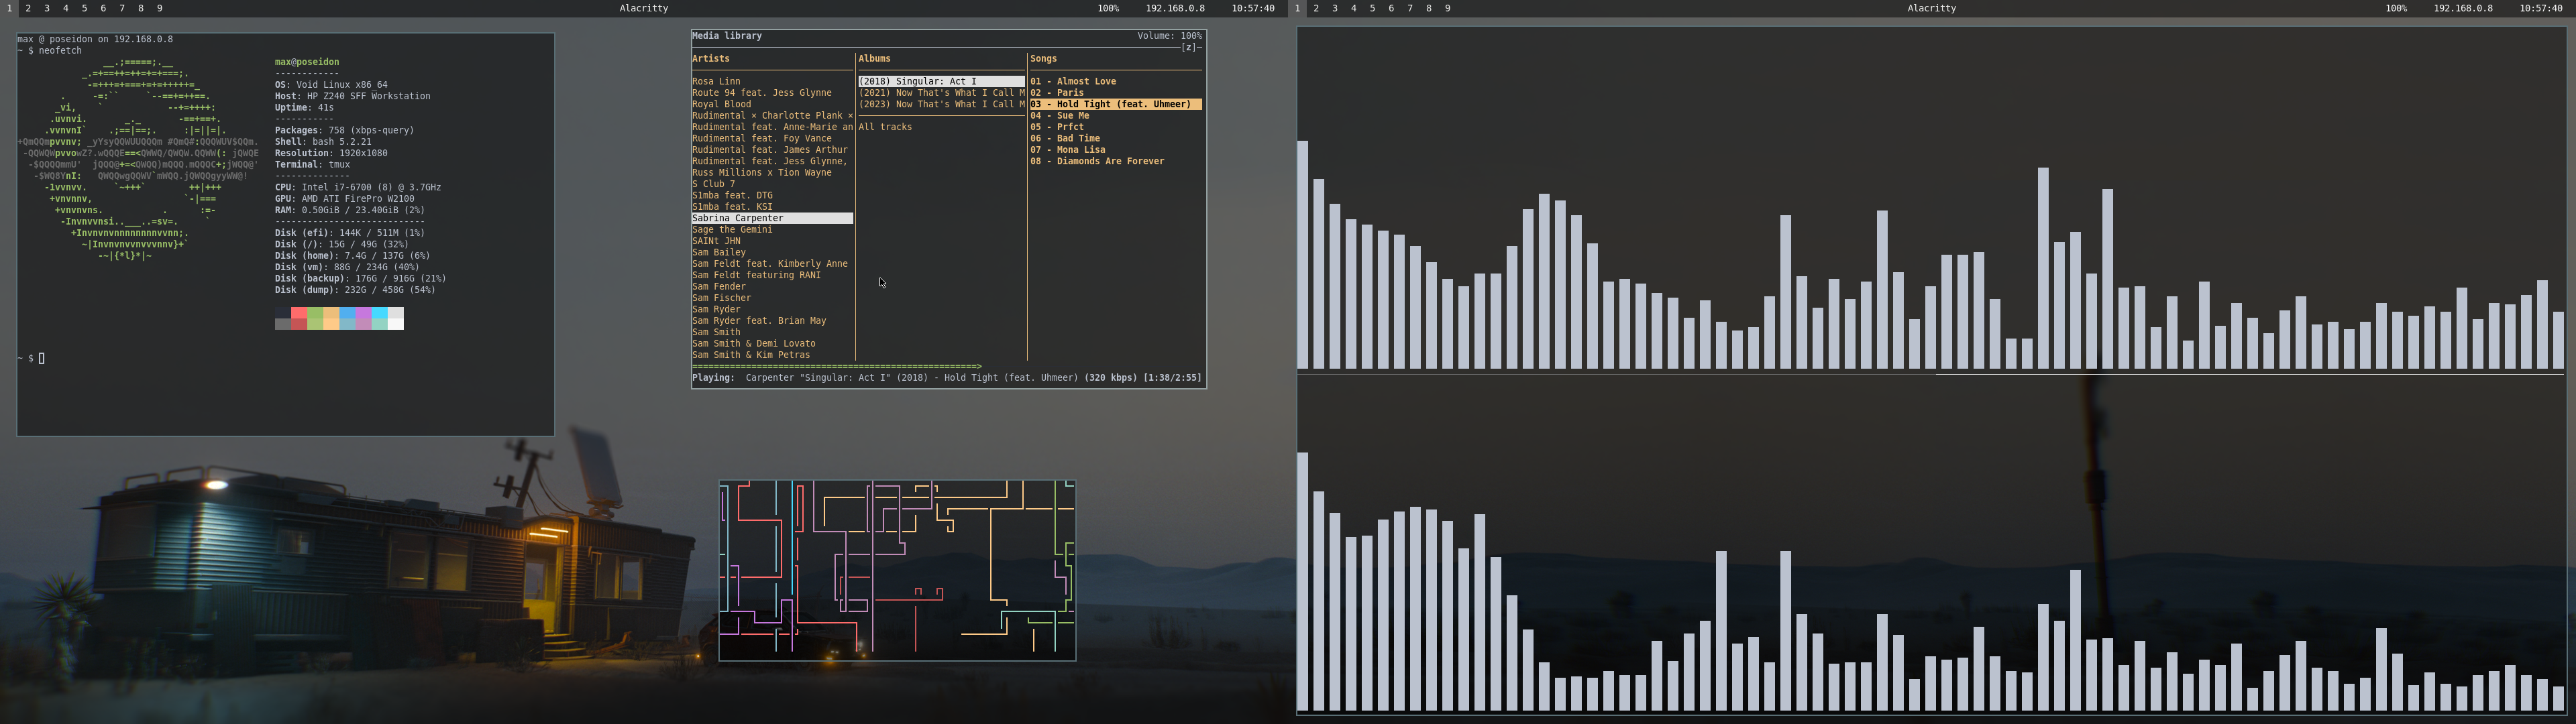 1 2 3 4 5 6 7 8 9 Alacritty 100% 192.168.0.8 10:57:40
1 2 3 4 5 6 7 8 9 Alacritty 100% 192.168.0.8 10:57:40
max @ poseidon on 192.168.0.8
~ $ neofetch
max@poseidon
------------
OS: Void Linux x86_64
Host: HP Z240 SFF Workstation
Uptime: 41s
-----------
Packages: 758 (xbps-query)
Shell: bash 5.2.21
Resolution: 1920x1080
Terminal: tmux
--------------
CPU: Intel i7-6700 (8) @ 3.7GHz
GPU: AMD ATI FirePro W2100
RAM: 0.50GiB / 23.40GiB (2%)
----------------------------
Disk (efi): 144K / 511M (1%)
Disk (/): 15G / 49G (32%)
Disk (home): 7.4G / 137G (6%)
Disk (vm): 88G / 234G (40%)
Disk (backup): 176G / 916G (21%)
Disk (dump): 232G / 458G (54%)
~ $
Media library Volume: 100%
[z]
Artists
Rosa Linn
Route 94 feat. Jess Glynne
Royal Blood
Rudimental × Charlotte Plank ×
Rudimental feat. Anne-Marie an
Rudimental feat. Foy Vance
Rudimental feat. James Arthur
Rudimental feat. Jess Glynne,
Russ Millions x Tion Wayne
S Club 7
S1mba feat. DTG
S1mba feat. KSI
Sabrina Carpenter
Sage the Gemini
SAINt JHN
Sam Bailey
Sam Feldt feat. Kimberly Anne
Sam Feldt featuring RANI
Sam Fender
Sam Fischer
Sam Ryder
Sam Ryder feat. Brian May
Sam Smith
Sam Smith & Demi Lovato
Sam Smith & Kim Petras
Albums
(2018) Singular: Act I
(2021) Now That's What I Call M
(2023) Now That's What I Call M
All tracks
Songs
01 - Almost Love
02 - Paris
03 - Hold Tight (feat. Uhmeer)
04 - Sue Me
05 - Prfct
06 - Bad Time
07 - Mona Lisa
08 - Diamonds Are Forever
Playing: Carpenter "Singular: Act I" (2018) - Hold Tight (feat. Uhmeer) (320 kbps) [1:38/2:55]